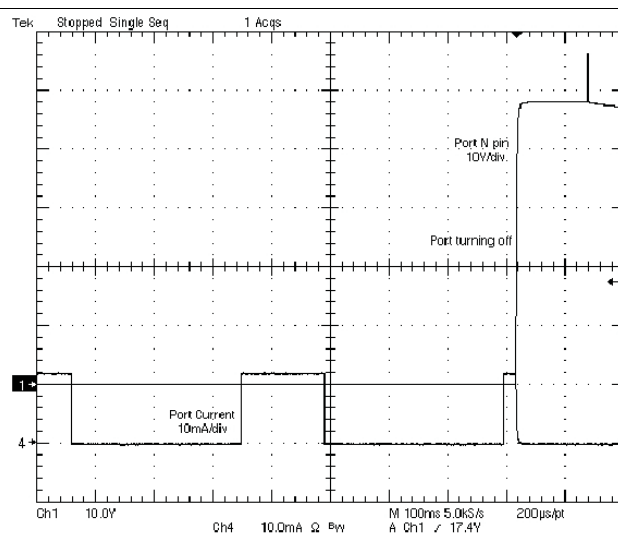 Tek Stopped Single Seq 1 Acqs
Port N pin
10V/div.
Port turning off
1
Port Current
10mA/div
4
Ch1 10.0V M 100ms 5.0kS/s 200µs/pt
Ch4 10.0mA Ω BW A Ch1 / 17.4V